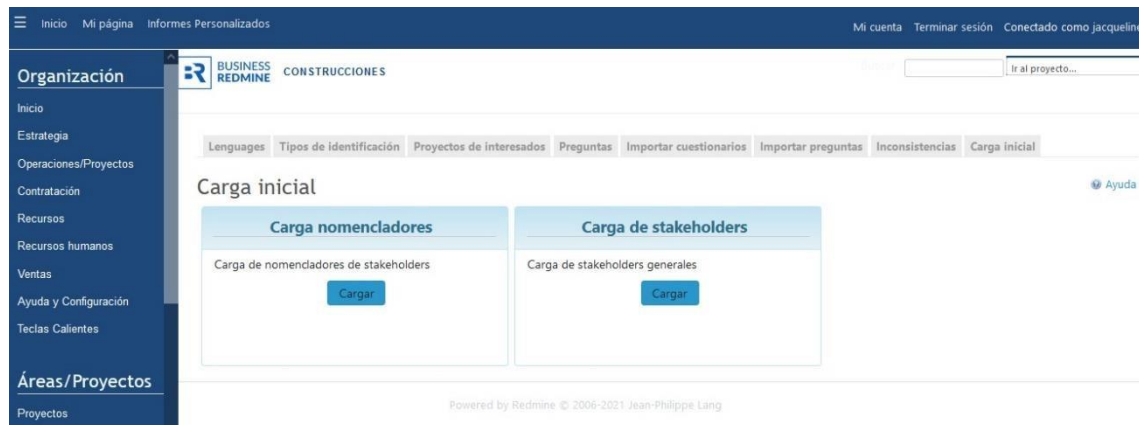 Inicio Mi página Informes Personalizados
Mi cuenta Terminar sesión Conectado como jacqueline
Organización
Inicio
Estrategia
Operaciones/Proyectos
Contratación
Recursos
Recursos humanos
Ventas
Ayuda y Configuración
Teclas Calientes
Áreas/Proyectos
Proyectos
BUSINESS
REDMINE
CONSTRUCCIONES
Ir al proyecto...
Lenguages Tipos de identificación Proyectos de interesados Preguntas Importar cuestionarios Importar preguntas Inconsistencias Carga inicial
Carga inicial
Ayuda
Carga nomencladores
Carga de nomencladores de stakeholders
Cargar
Carga de stakeholders
Carga de stakeholders generales
Cargar
Powered by Redmine © 2006-2021 Jean-Philippe Lang